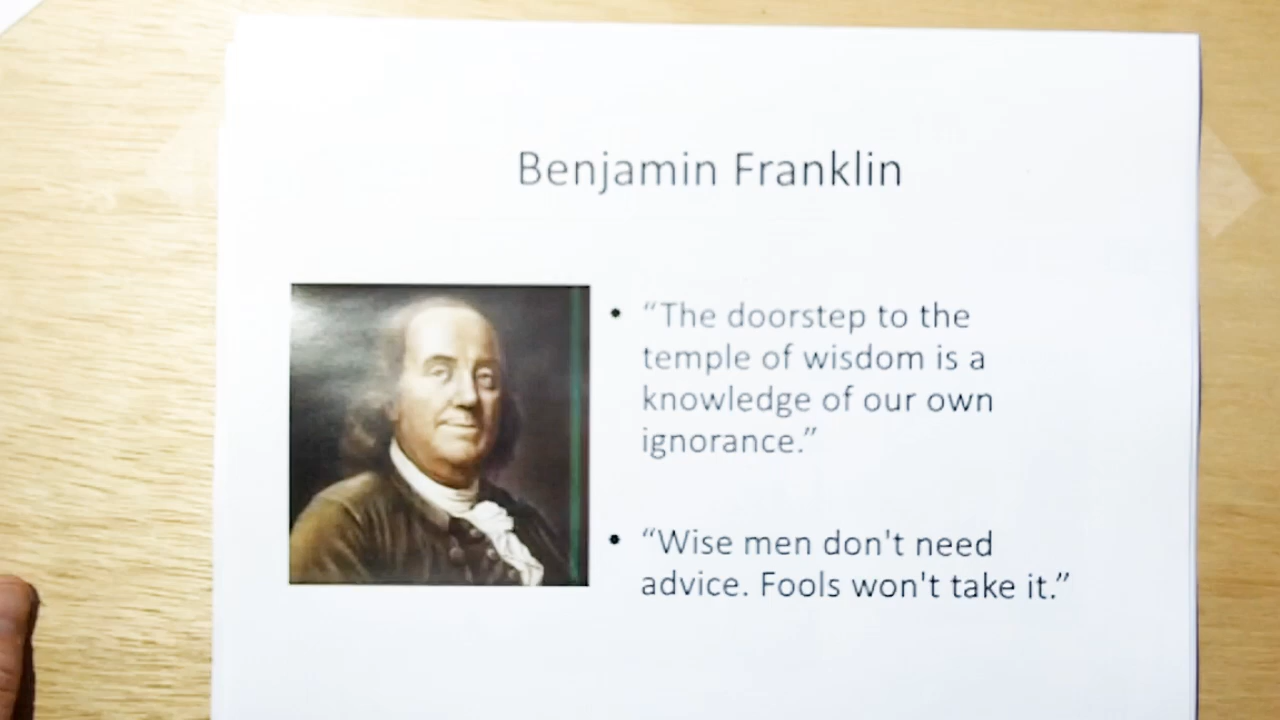 Benjamin Franklin
• “The doorstep to the
temple of wisdom is a
knowledge of our own
ignorance.”
• “Wise men don't need
advice. Fools won't take it.”